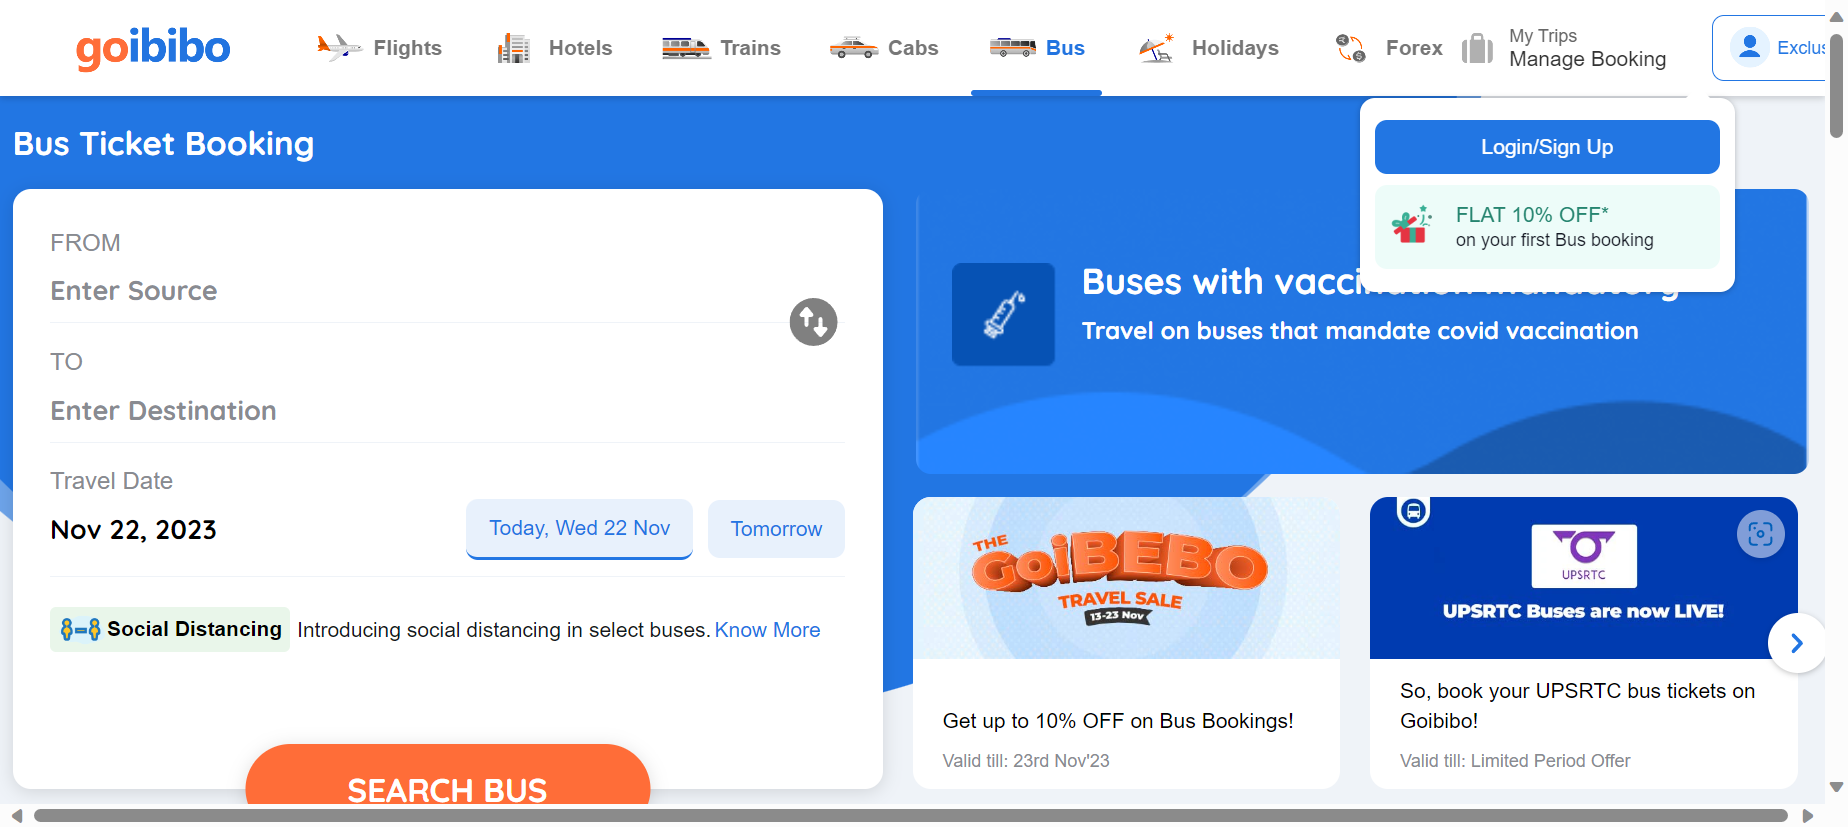 goibibo
Flights
Hotels
Trains
Cabs
Bus
Holidays
Forex
My Trips
Manage Booking
Bus Ticket Booking
Login/Sign Up
FLAT 10% OFF*
on your first Bus booking
FROM
Enter Source
TO
Enter Destination
Travel Date
Nov 22, 2023
Today, Wed 22 Nov
Tomorrow
Social Distancing Introducing social distancing in select buses. Know More
SEARCH BUS
Buses with
Travel on buses that mandate covid vaccination
THE
GoiBEBO
TRAVEL SALE
13-23 Nov
Get up to 10% OFF on Bus Bookings!
Valid till: 23rd Nov'23
UPSRTC
UPSRTC Buses are now LIVE!
So, book your UPSRTC bus tickets on
Goibibo!
Valid till: Limited Period Offer